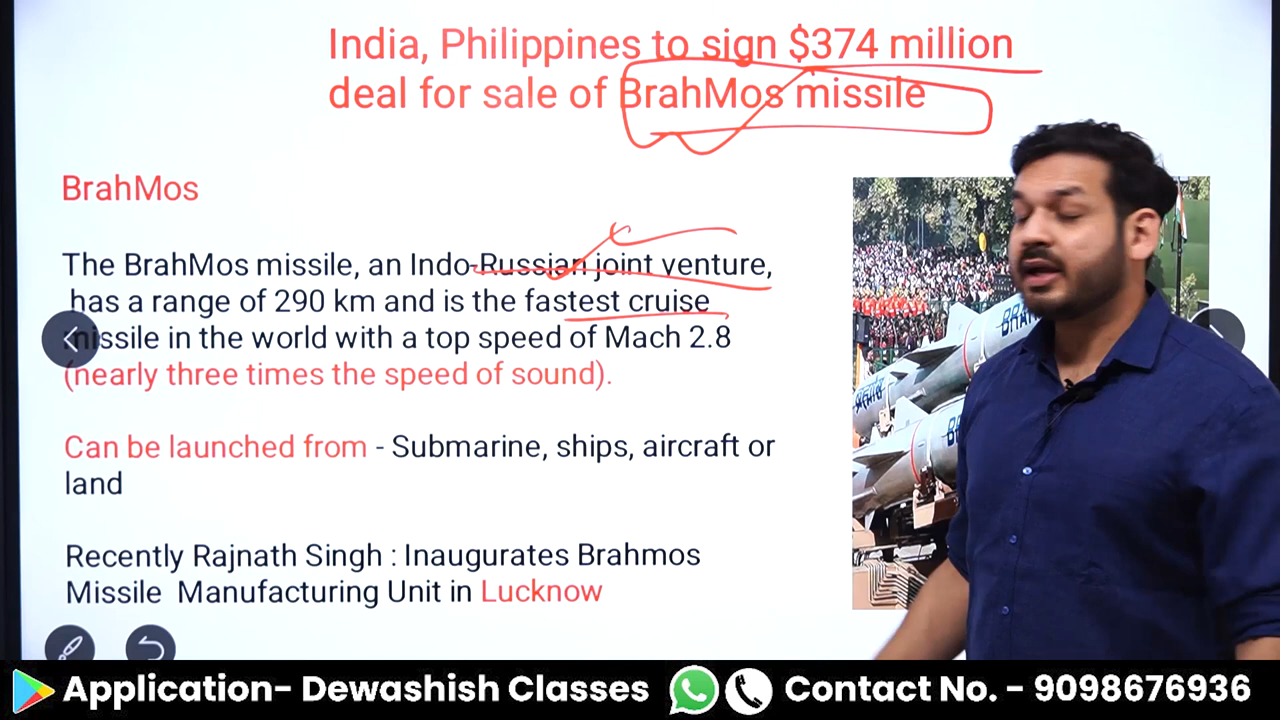 India, Philippines to sign $374 million
deal for sale of BrahMos missile
BrahMos
The BrahMos missile, an Indo-Russian joint venture,
has a range of 290 km and is the fastest cruise
missile in the world with a top speed of Mach 2.8
(nearly three times the speed of sound).
Can be launched from - Submarine, ships, aircraft or
land
Recently Rajnath Singh : Inaugurates Brahmos
Missile Manufacturing Unit in Lucknow
Application- Dewashish Classes
Contact No. - 9098676936